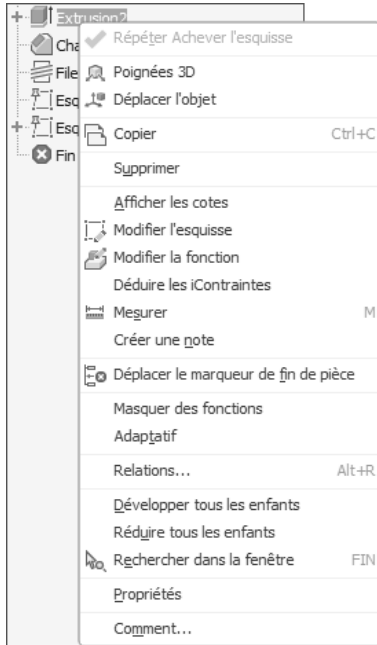 Extrusion2
Cha
Répéter Achever l'esquisse
File
Poignées 3D
Esq
Déplacer l'objet
Esq
Copier Ctrl+C
Fin
Supprimer
Afficher les cotes
Modifier l'esquisse
Modifier la fonction
Déduire les iContraintes
Mesurer M
Créer une note
Déplacer le marqueur de fin de pièce
Masquer des fonctions
Adaptatif
Relations... Alt+R
Développer tous les enfants
Réduire tous les enfants
Rechercher dans la fenêtre FIN
Propriétés
Comment...